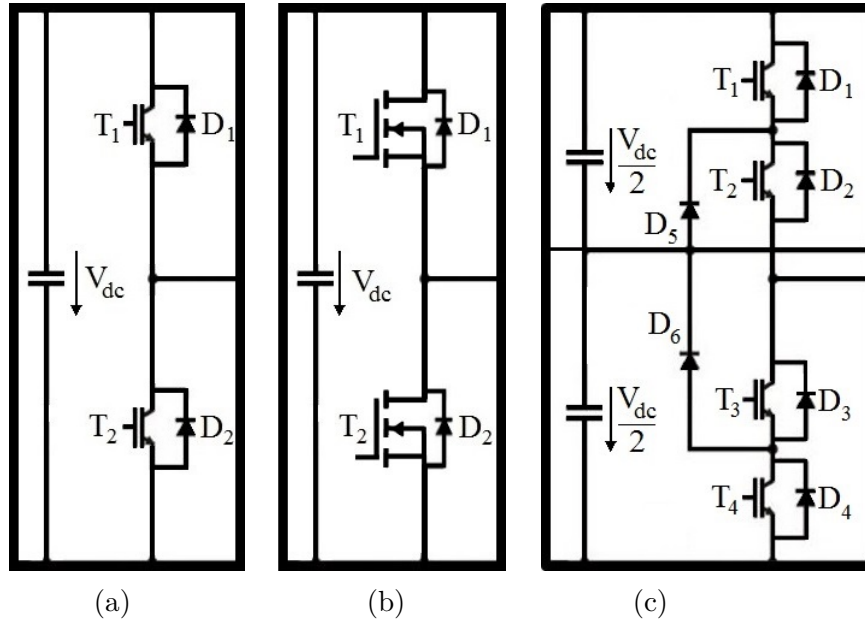 T1 D1
Vdc
T2 D2
(a)
T1 D1
Vdc
T2 D2
(b)
T1 D1
Vdc/2
T2 D2
D5
D6
Vdc/2
T3 D3
T4 D4
(c)